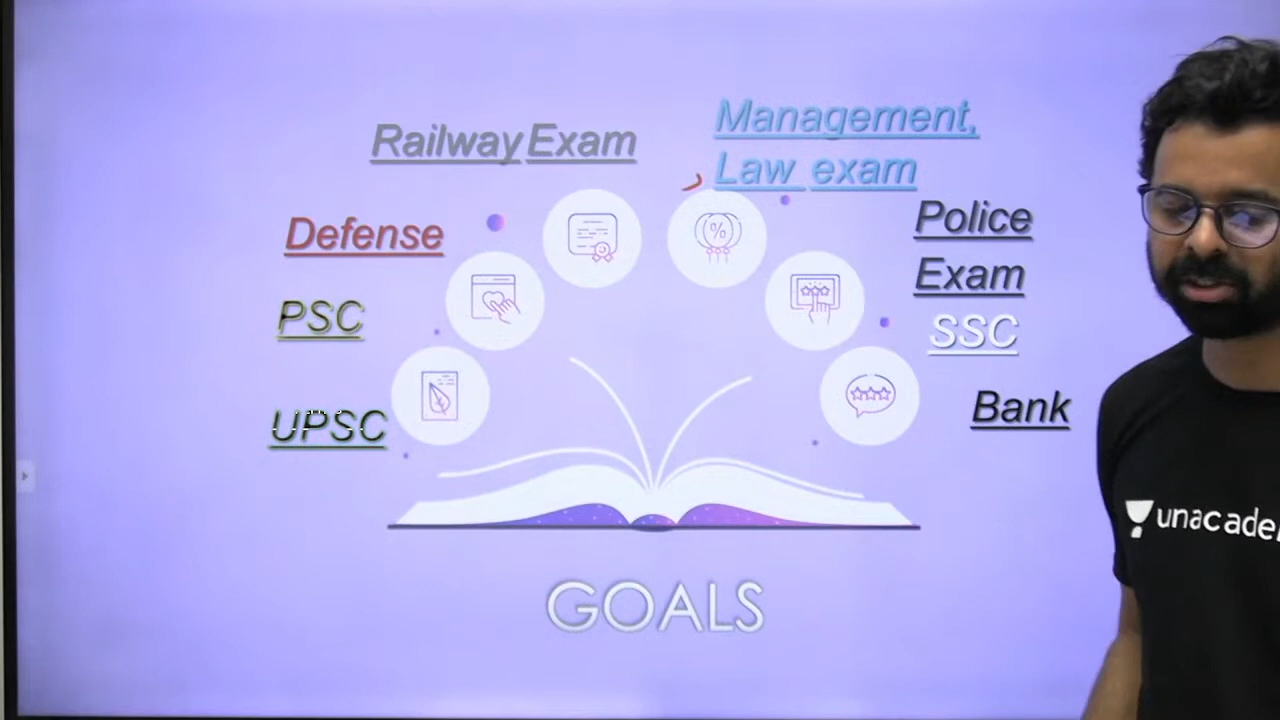 Railway Exam
Management,
Law exam
Defense
Police
Exam
PSC
SSC
UPSC
Bank
%
GOALS
unacade